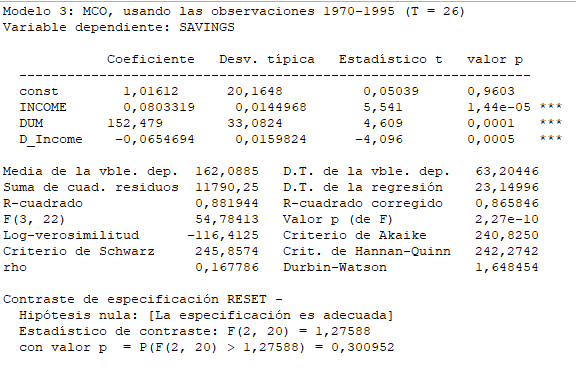 Modelo 3: MCO, usando las observaciones 1970-1995 (T = 26)
Variable dependiente: SAVINGS
Coeficiente Desv. típica Estadístico t valor p
---------------------------------------------------------------
const 1,01612 20,1648 0,05039 0,9603
INCOME 0,0803319 0,0144968 5,541 1,44e-05 ***
DUM 152,479 33,0824 4,609 0,0001 ***
D_Income −0,0654694 0,0159824 −4,096 0,0005 ***
Media de la vble. dep. 162,0885 D.T. de la vble. dep. 63,20446
Suma de cuad. residuos 11790,25 D.T. de la regresión 23,14996
R-cuadrado 0,881944 R-cuadrado corregido 0,865846
F(3, 22) 54,78413 Valor p (de F) 2,27e-10
Log-verosimilitud −116,4125 Criterio de Akaike 240,8250
Criterio de Schwarz 245,8574 Crit. de Hannan-Quinn 242,2742
rho 0,167786 Durbin-Watson 1,648454
Contraste de especificación RESET -
Hipótesis nula: [La especificación es adecuada]
Estadístico de contraste: F(2, 20) = 1,27588
con valor p = P(F(2, 20) > 1,27588) = 0,300952